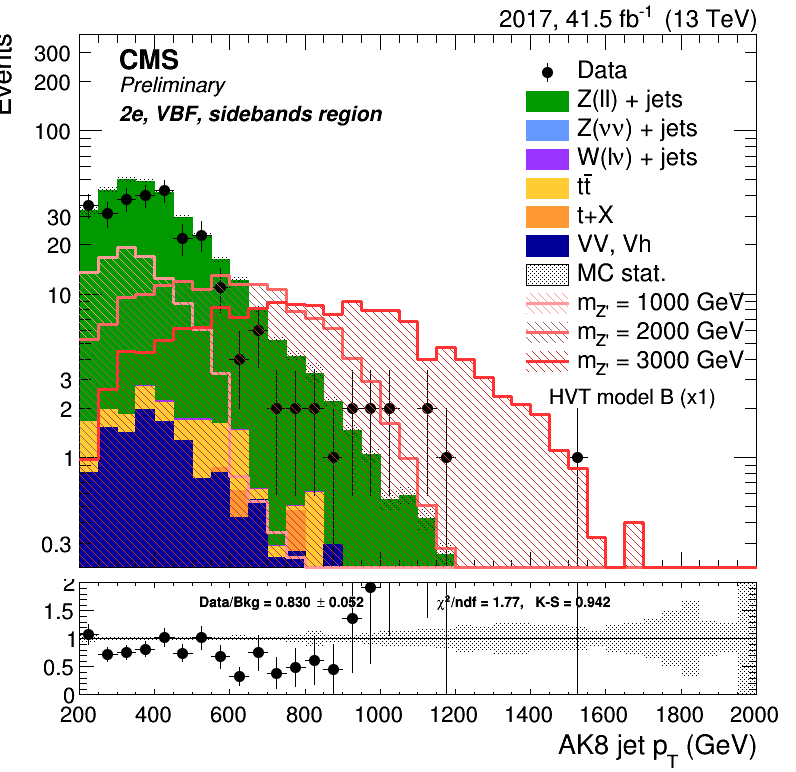 2017, 41.5 fb⁻¹ (13 TeV)
Events
CMS
Preliminary
2e, VBF, sidebands region
Data
Z(ll) + jets
Z(νν) + jets
W(lν) + jets
tt̄
t+X
VV, Vh
MC stat.
m_Z' = 1000 GeV
m_Z' = 2000 GeV
m_Z' = 3000 GeV
HVT model B (x1)
300
200
100
30
20
10
3
2
1
0.3
Data/Bkg = 0.830 ± 0.052
χ²/ndf = 1.77, K-S = 0.942
2
1.5
1
0.5
0
200 400 600 800 1000 1200 1400 1600 1800 2000
AK8 jet p_T (GeV)